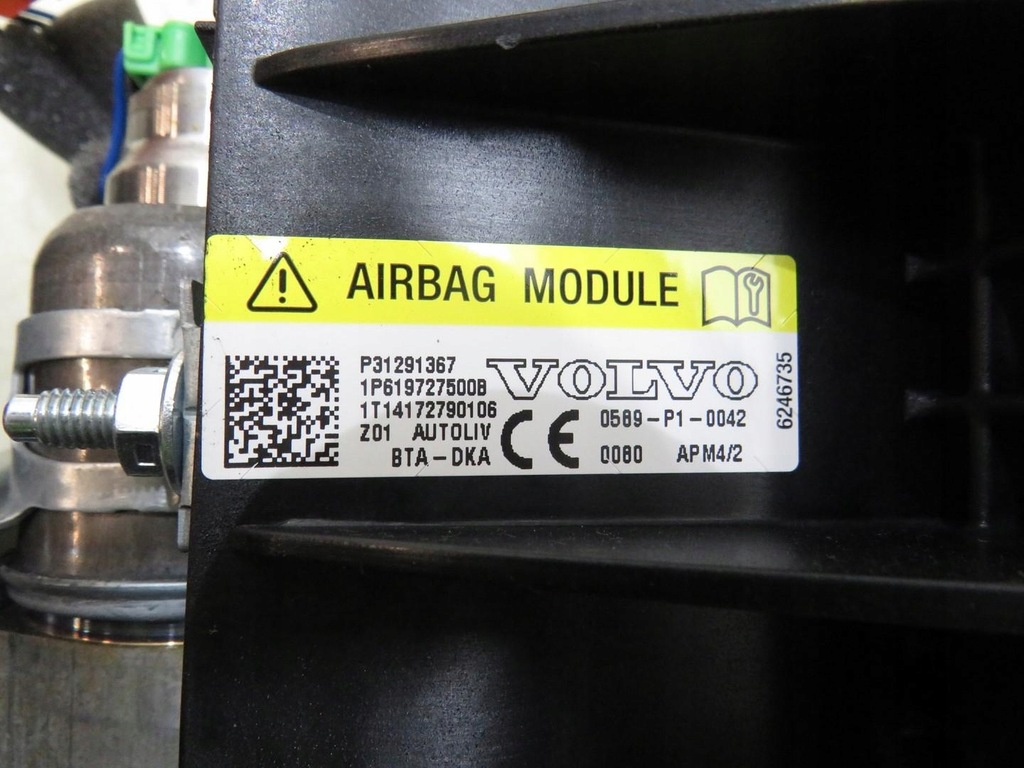 AIRBAG MODULE
P31291367
1P619727500B
1T14172790106
Z01 AUTOLIV
BTA-DKA
VOLVO
CE
0589-P1-0042
0080 APM4/2
6246735